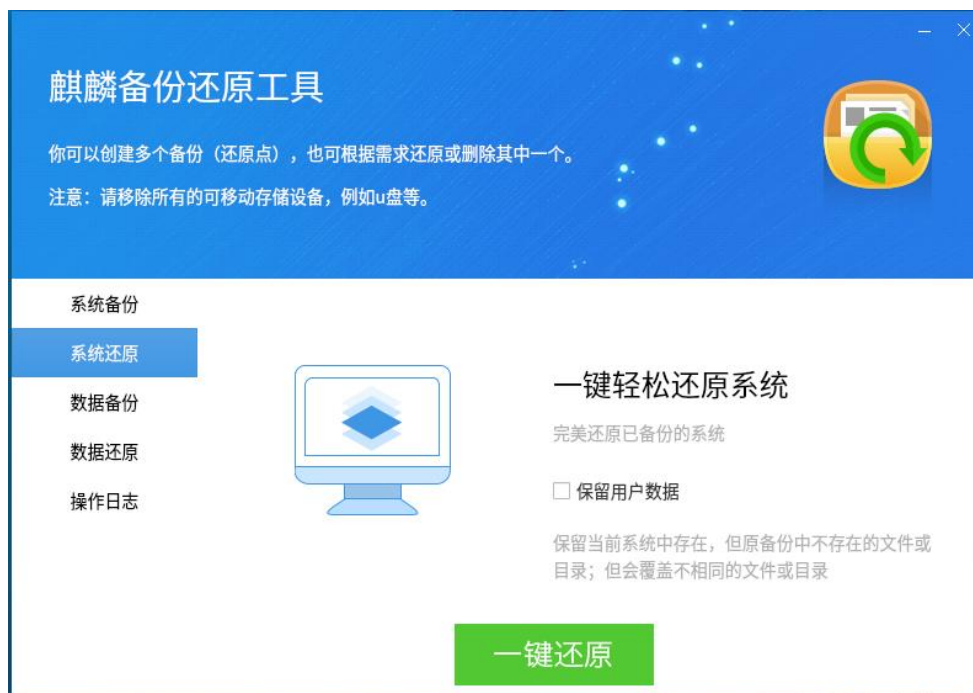 麒麟备份还原工具
你可以创建多个备份（还原点），也可根据需求还原或删除其中一个。
注意：请移除所有的可移动存储设备，例如u盘等。
系统备份
系统还原
数据备份
数据还原
操作日志
一键轻松还原系统
完美还原已备份的系统
保留用户数据
保留当前系统中存在，但原备份中不存在的文件或
目录；但会覆盖不相同的文件或目录
一键还原